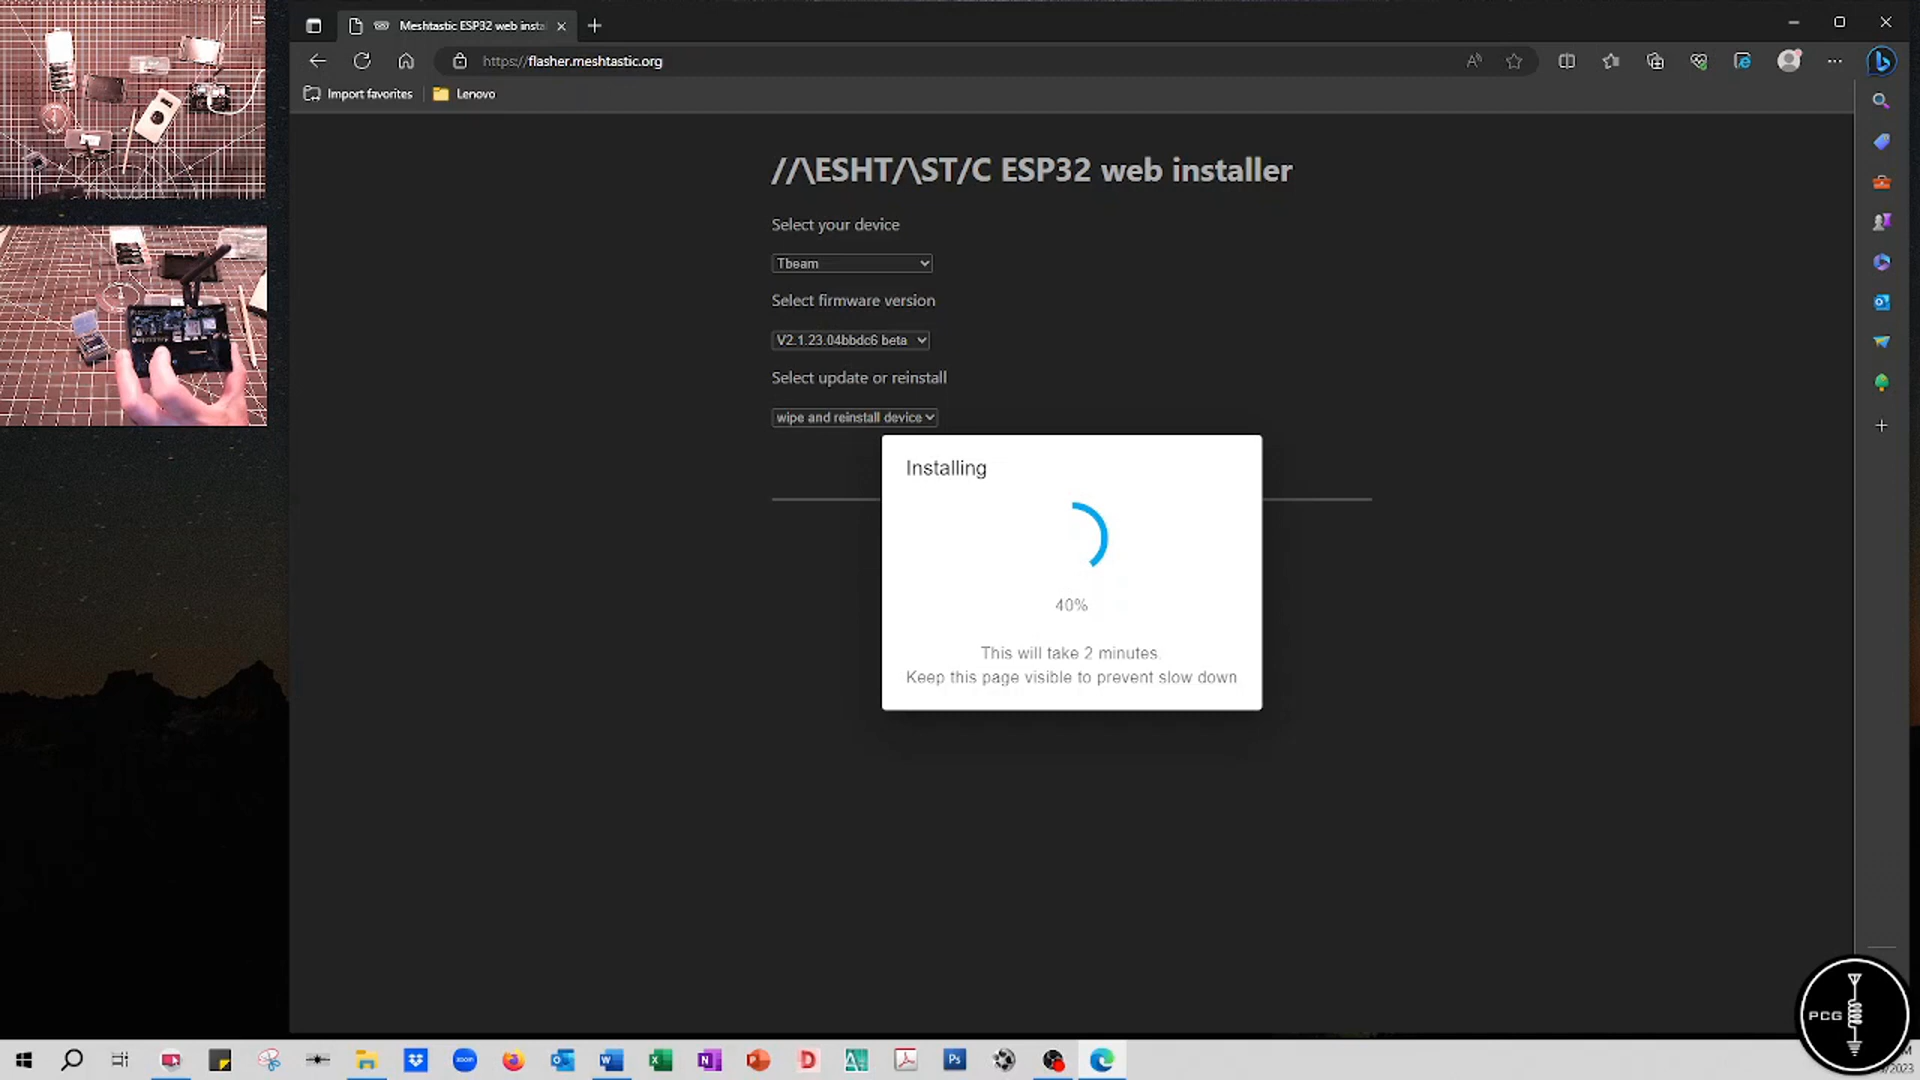 Meshtastic ESP32 web insta
https://flasher.meshtastic.org
Import favorites
Lenovo
//\ESHT/\ST/C ESP32 web installer
Select your device
Tbeam
Select firmware version
V2.1.23.04bbdc6 beta
Select update or reinstall
wipe and reinstall device
Installing
40%
This will take 2 minutes.
Keep this page visible to prevent slow down
PCG
zoom